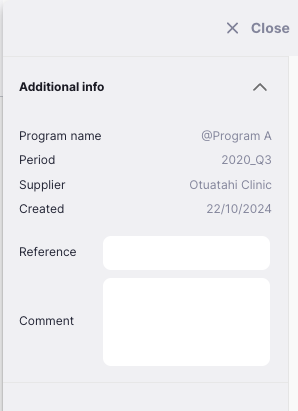 Close
Additional info
Program name @Program A
Period 2020_Q3
Supplier Otuatahi Clinic
Created 22/10/2024
Reference
Comment